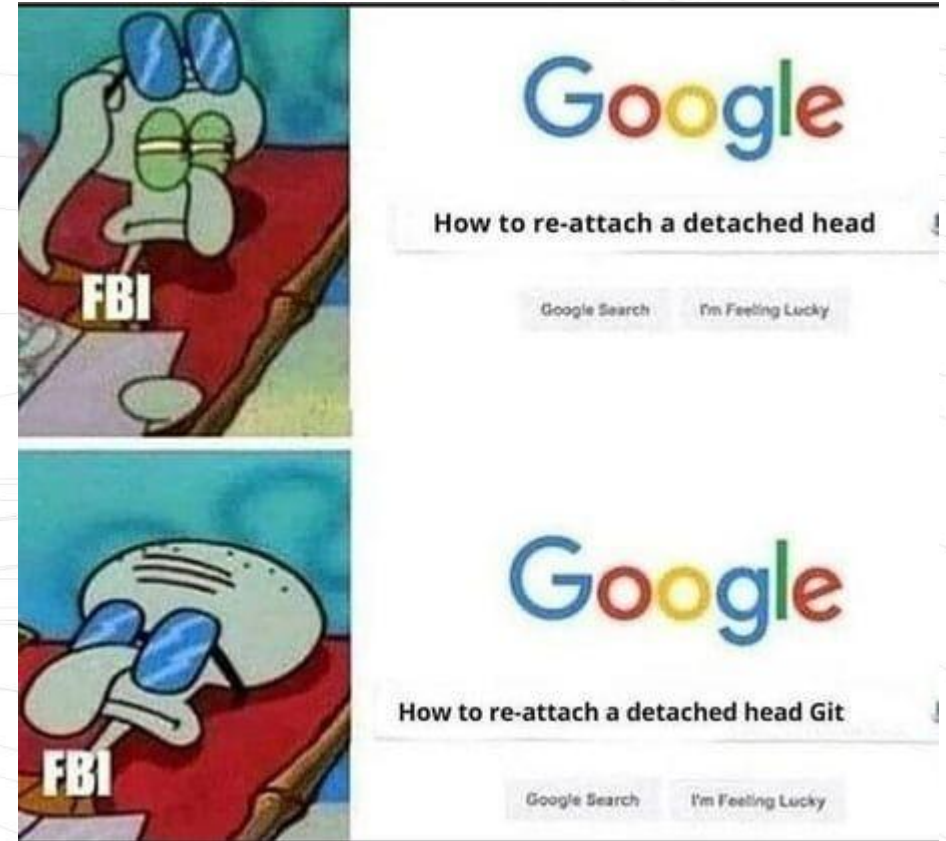 Google
How to re-attach a detached head
FBI
Google Search I'm Feeling Lucky
Google
How to re-attach a detached head Git
FBI
Google Search I'm Feeling Lucky